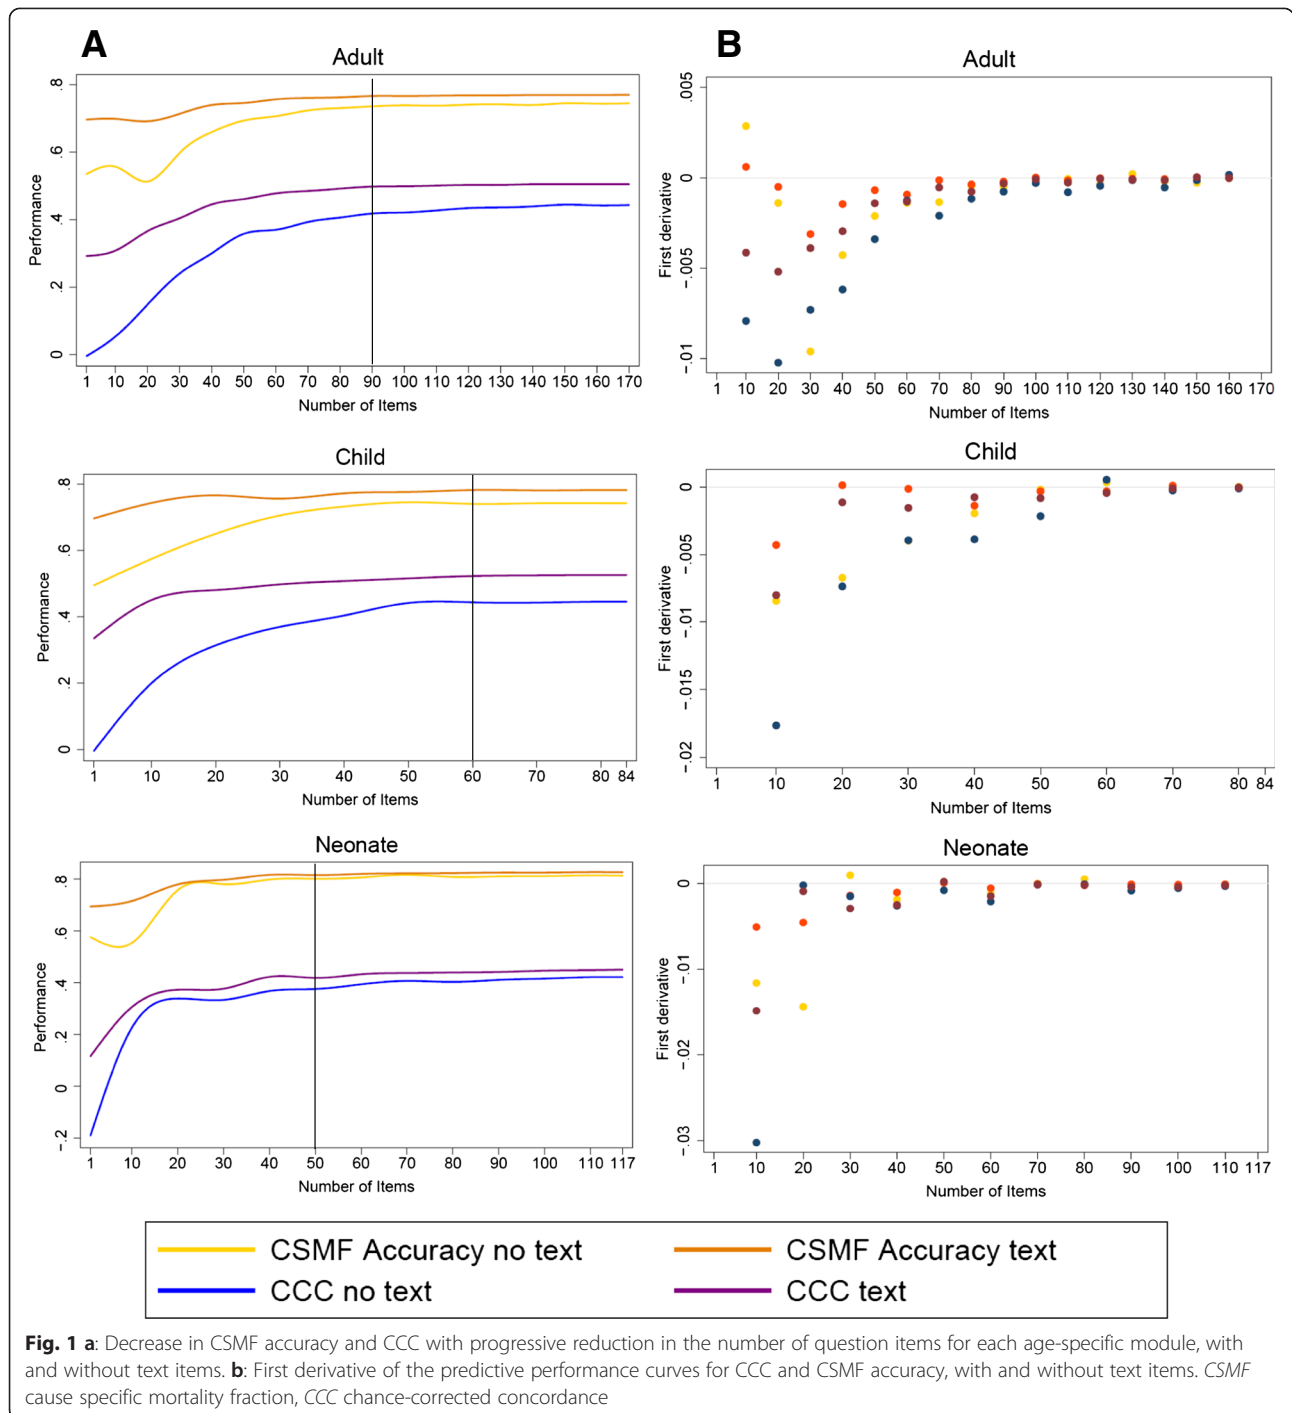 A
B
Adult
Performance
.8
.6
.4
.2
0
1 10 20 30 40 50 60 70 80 90 100 110 120 130 140 150 160 170
Number of Items
Adult
First derivative
.005
0
-.005
-.01
1 10 20 30 40 50 60 70 80 90 100 110 120 130 140 150 160 170
Number of Items
Child
Performance
.8
.6
.4
.2
0
1 10 20 30 40 50 60 70 80 84
Number of Items
Child
First derivative
0
-.005
-.01
-.015
-.02
1 10 20 30 40 50 60 70 80 84
Number of Items
Neonate
Performance
.8
.6
.4
.2
0
-.2
1 10 20 30 40 50 60 70 80 90 100 110 117
Number of Items
Neonate
First derivative
0
-.01
-.02
-.03
1 10 20 30 40 50 60 70 80 90 100 110 117
Number of Items
CSMF Accuracy no text
CSMF Accuracy text
CCC no text
CCC text
Fig. 1 a: Decrease in CSMF accuracy and CCC with progressive reduction in the number of question items for each age-specific module, with
and without text items. b: First derivative of the predictive performance curves for CCC and CSMF accuracy, with and without text items. CSMF
cause specific mortality fraction, CCC chance-corrected concordance